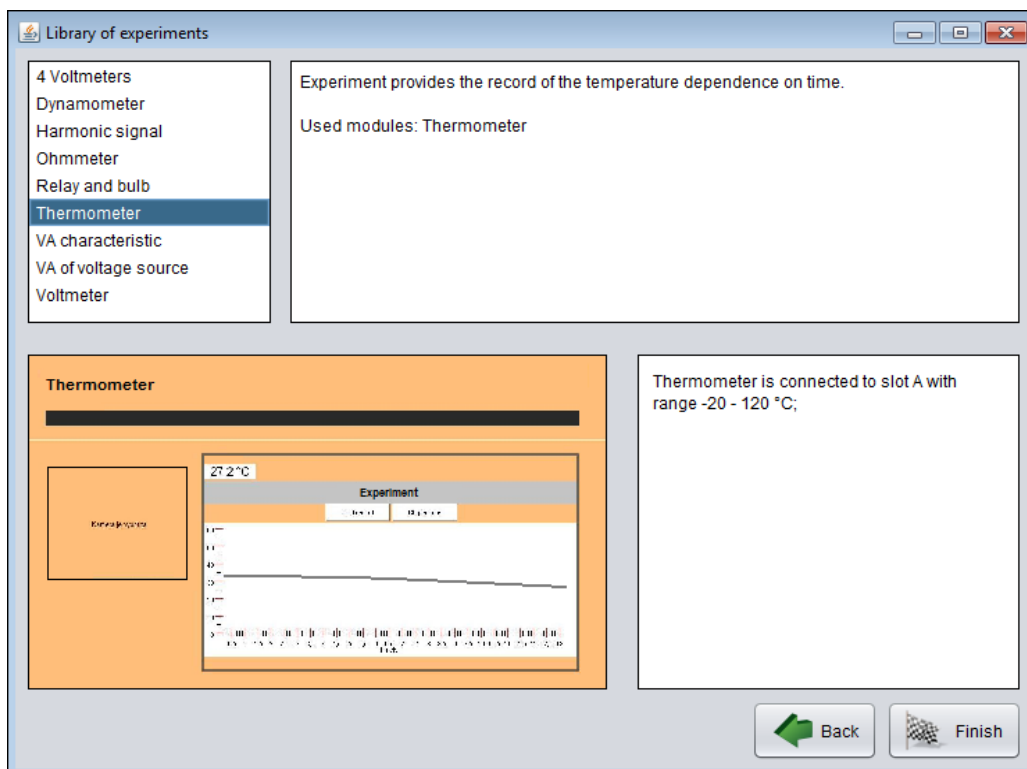 Library of experiments
4 Voltmeters
Dynamometer
Harmonic signal
Ohmmeter
Relay and bulb
Thermometer
VA characteristic
VA of voltage source
Voltmeter
Experiment provides the record of the temperature dependence on time.
Used modules: Thermometer
Thermometer
27.2 °C
Experiment
Thermometer is connected to slot A with
range -20 - 120 °C;
Back
Finish